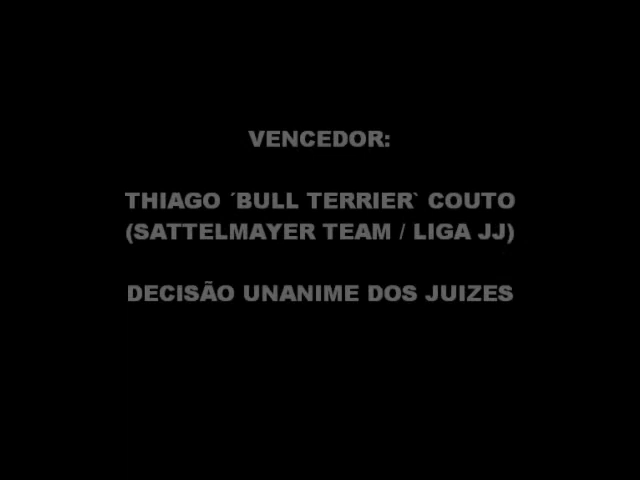 VENCEDOR:
THIAGO ´BULL TERRIER` COUTO
(SATTELMAYER TEAM / LIGA JJ)
DECISÃO UNANIME DOS JUIZES